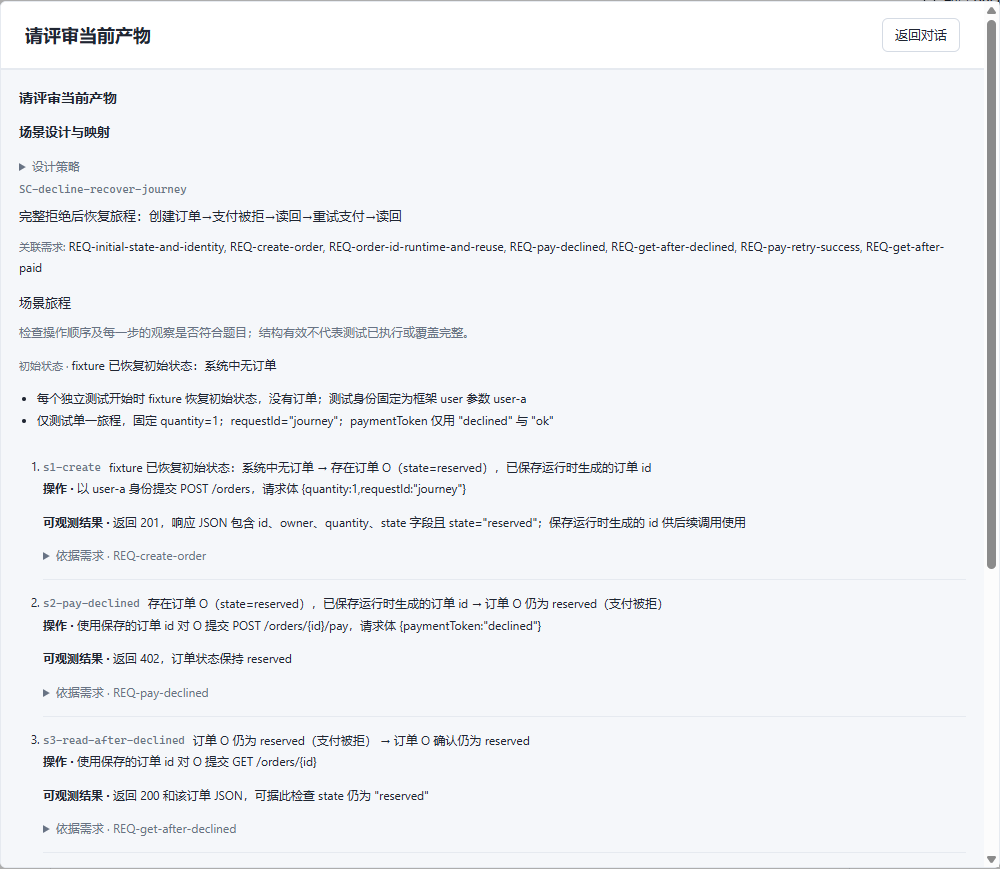 请评审当前产物
返回对话
请评审当前产物
场景设计与映射
▶ 设计策略
SC-decline-recover-journey
完整拒绝后恢复旅程：创建订单→支付被拒→读回→重试支付→读回
关联需求: REQ-initial-state-and-identity, REQ-create-order, REQ-order-id-runtime-and-reuse, REQ-pay-declined, REQ-get-after-declined, REQ-pay-retry-success, REQ-get-after-
paid
场景旅程
检查操作顺序及每一步的观察是否符合题目；结构有效不代表测试已执行或覆盖完整。
初始状态 · fixture 已恢复初始状态：系统中无订单
• 每个独立测试开始时 fixture 恢复初始状态，没有订单；测试身份固定为框架 user 参数 user-a
• 仅测试单一旅程，固定 quantity=1；requestId="journey"；paymentToken 仅用 "declined" 与 "ok"
1. s1-create fixture 已恢复初始状态：系统中无订单 → 存在订单 O（state=reserved），已保存运行时生成的订单 id
操作 · 以 user-a 身份提交 POST /orders，请求体 {quantity:1,requestId:"journey"}
可观测结果 · 返回 201，响应 JSON 包含 id、owner、quantity、state 字段且 state="reserved"；保存运行时生成的 id 供后续调用使用
▶ 依据需求 · REQ-create-order
2. s2-pay-declined 存在订单 O（state=reserved），已保存运行时生成的订单 id → 订单 O 仍为 reserved（支付被拒）
操作 · 使用保存的订单 id 对 O 提交 POST /orders/{id}/pay，请求体 {paymentToken:"declined"}
可观测结果 · 返回 402，订单状态保持 reserved
▶ 依据需求 · REQ-pay-declined
3. s3-read-after-declined 订单 O 仍为 reserved（支付被拒） → 订单 O 确认仍为 reserved
操作 · 使用保存的订单 id 对 O 提交 GET /orders/{id}
可观测结果 · 返回 200 和该订单 JSON，可据此检查 state 仍为 "reserved"
▶ 依据需求 · REQ-get-after-declined